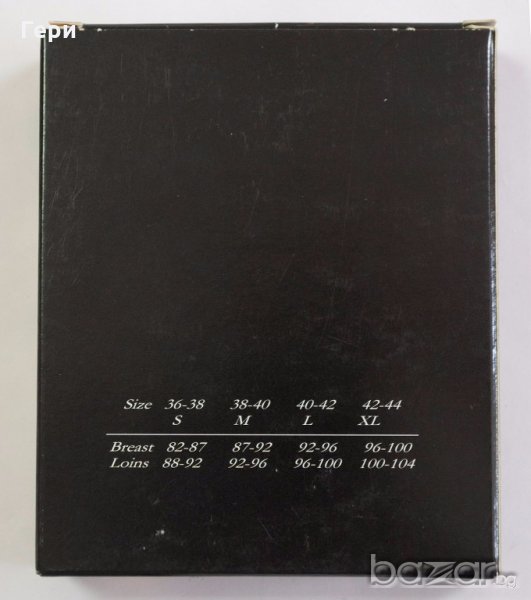 Гери
Size 36-38 38-40 40-42 42-44
S M L XL
Breast 82-87 87-92 92-96 96-100
Loins 88-92 92-96 96-100 100-104
bazar.bg